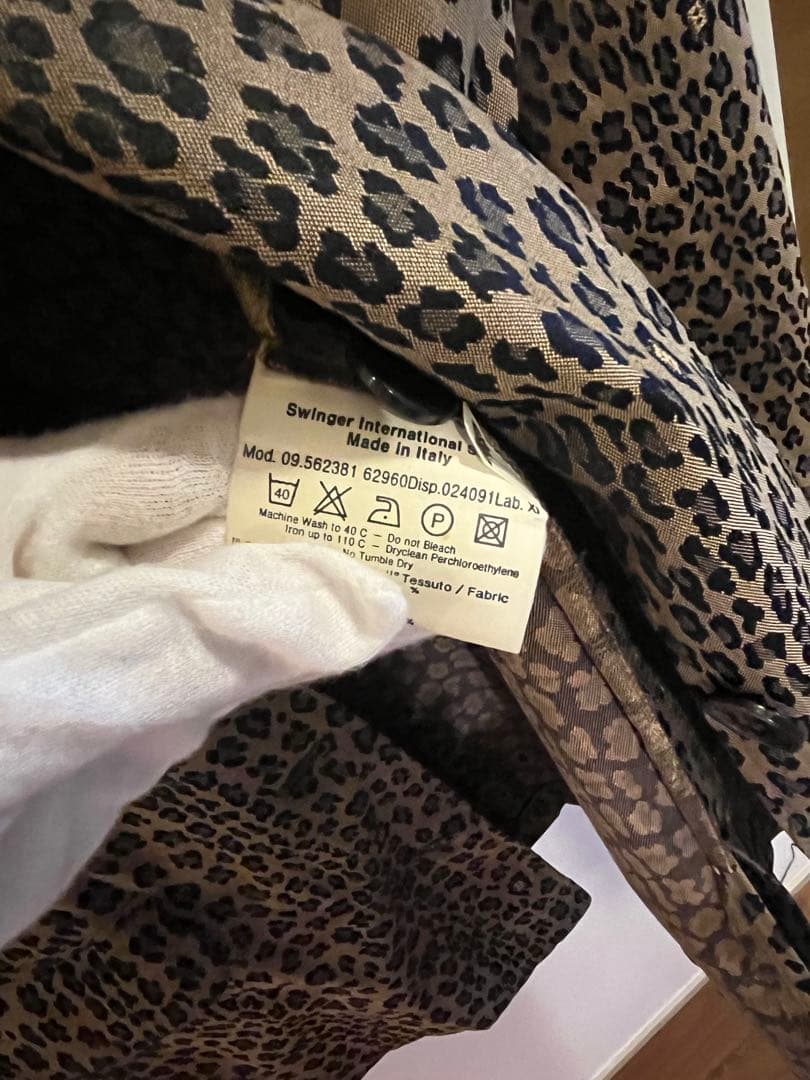 Swinger International
Made in Italy
Mod. 09.562381 62960Disp.024091Lab.
40
P
Machine Wash to 40 C – Do not Bleach
Iron up to 110 C – Dryclean Perchloroethylene
No Tumble Dry
Tessuto / Fabric
%
%